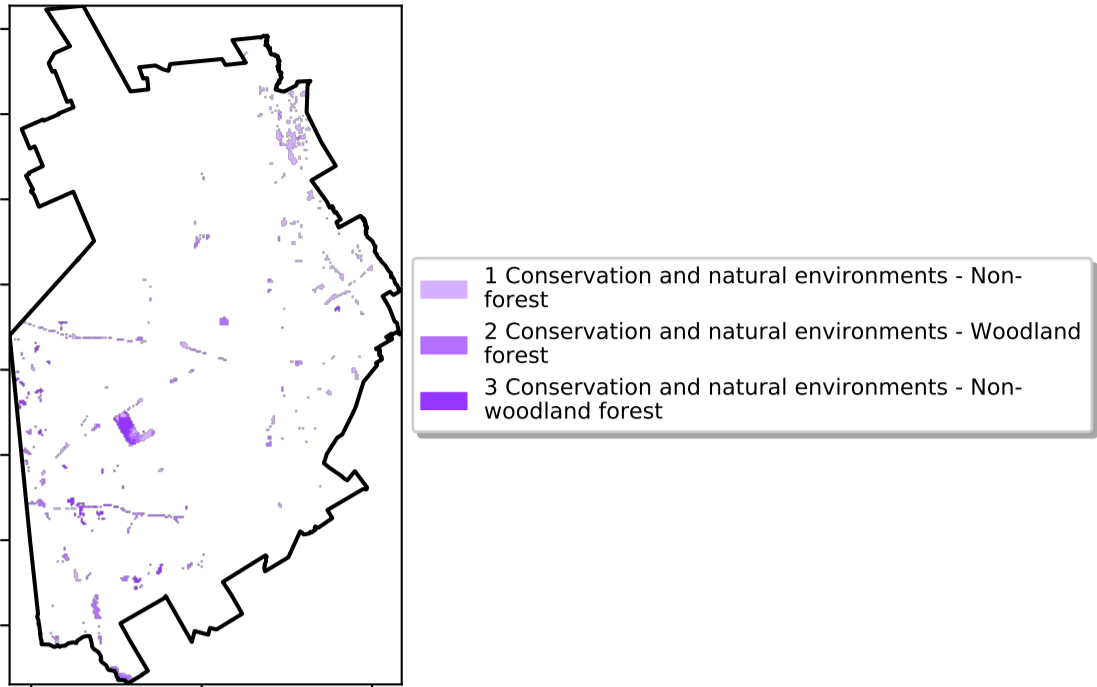 1 Conservation and natural environments - Non-
forest
2 Conservation and natural environments - Woodland
forest
3 Conservation and natural environments - Non-
woodland forest